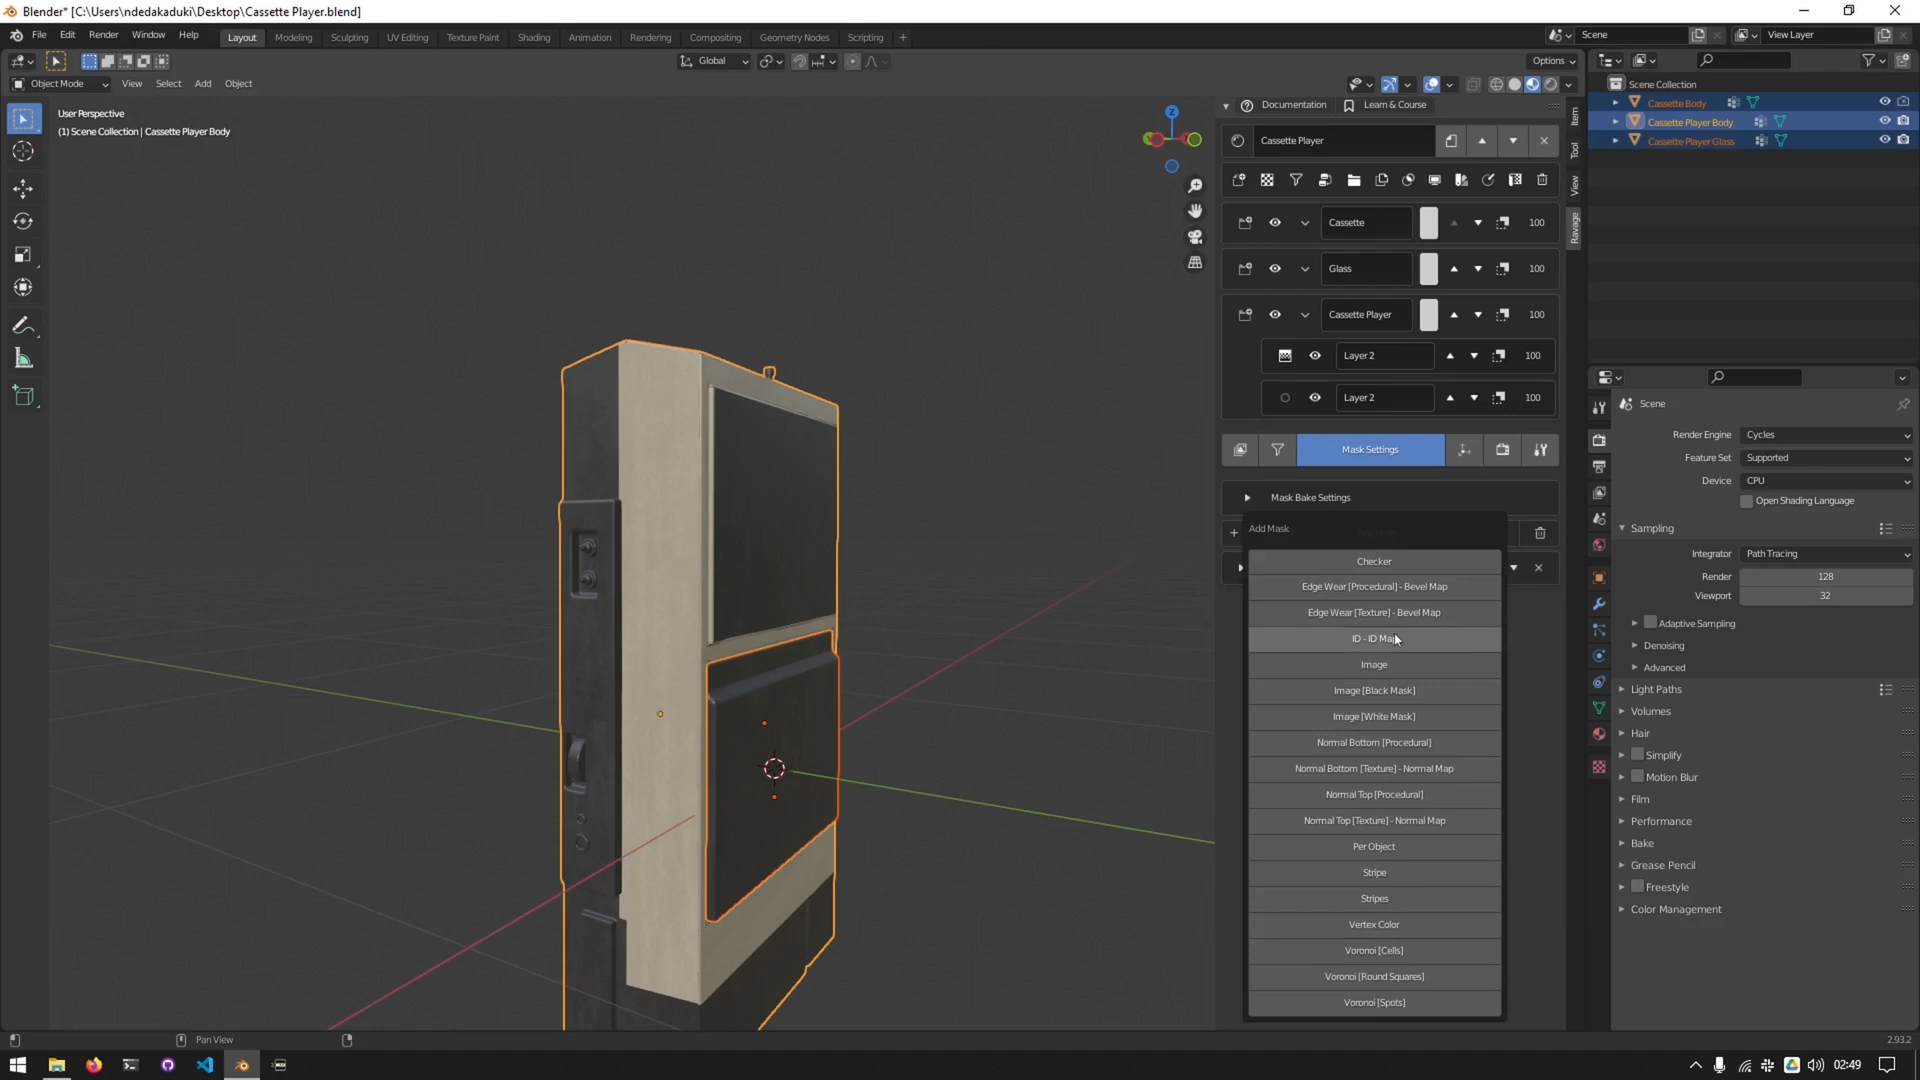 Blender* [C:\Users\ndedakaduki\Desktop\Cassette Player.blend]
File Edit Render Window Help
Layout Modeling Sculpting UV Editing Texture Paint Shading Animation Rendering Compositing Geometry Nodes Scripting +
Scene
View Layer
Global
Options
Object Mode View Select Add Object
User Perspective
(1) Scene Collection | Cassette Player Body
Z
Documentation Learn & Course
Cassette Player
Cassette 100
Glass 100
Cassette Player 100
Layer 2 100
Layer 2 100
Mask Settings
Mask Bake Settings
Add Mask
Checker
Edge Wear [Procedural] - Bevel Map
Edge Wear [Texture] - Bevel Map
ID - ID Map
Image
Image [Black Mask]
Image [White Mask]
Normal Bottom [Procedural]
Normal Bottom [Texture] - Normal Map
Normal Top [Procedural]
Normal Top [Texture] - Normal Map
Per Object
Stripe
Stripes
Vertex Color
Voronoi [Cells]
Voronoi [Round Squares]
Voronoi [Spots]
Item
Tool
View
Ravage
Scene Collection
Cassette Body
Cassette Player Body
Cassette Player Glass
Scene
Render Engine Cycles
Feature Set Supported
Device CPU
Open Shading Language
Sampling
Integrator Path Tracing
Render 128
Viewport 32
Adaptive Sampling
Denoising
Advanced
Light Paths
Volumes
Hair
Simplify
Motion Blur
Film
Performance
Bake
Grease Pencil
Freestyle
Color Management
Pan View
2.93.2
02:49